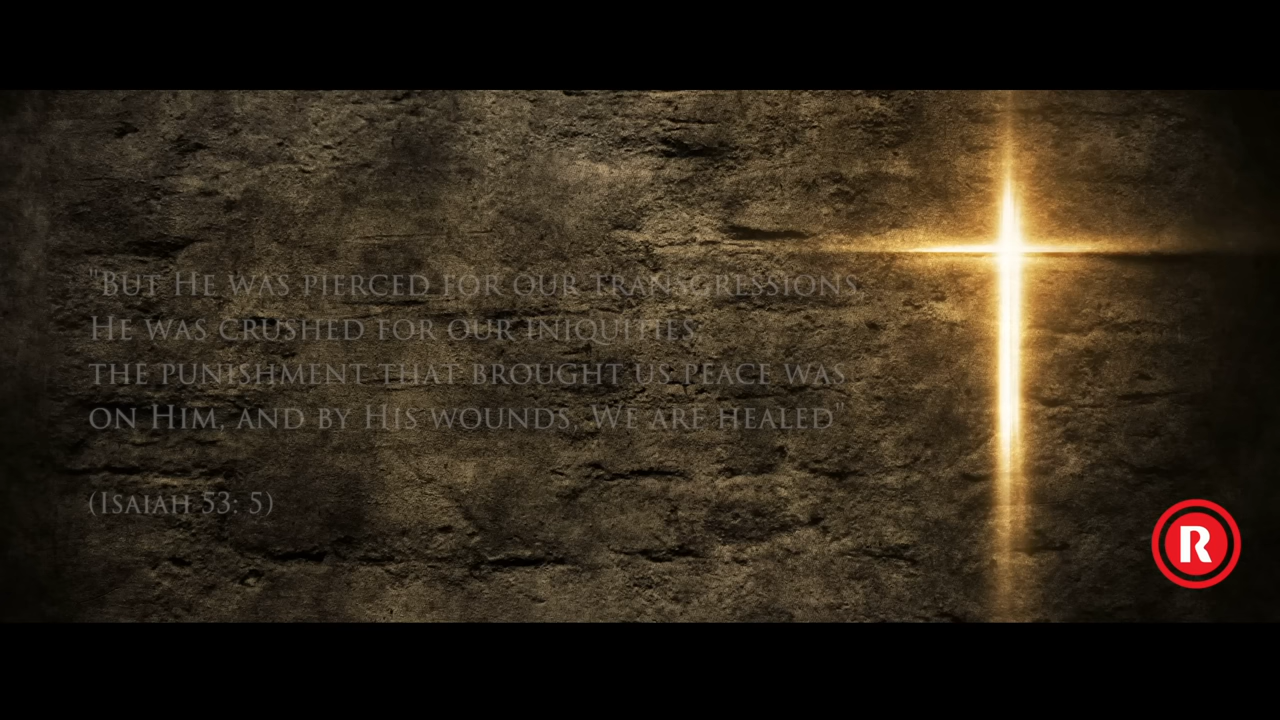 "But He was pierced for our transgressions
He was crushed for our iniquities
the punishment that brought us peace was
on Him, and by His wounds, We are healed"
(Isaiah 53: 5)
R